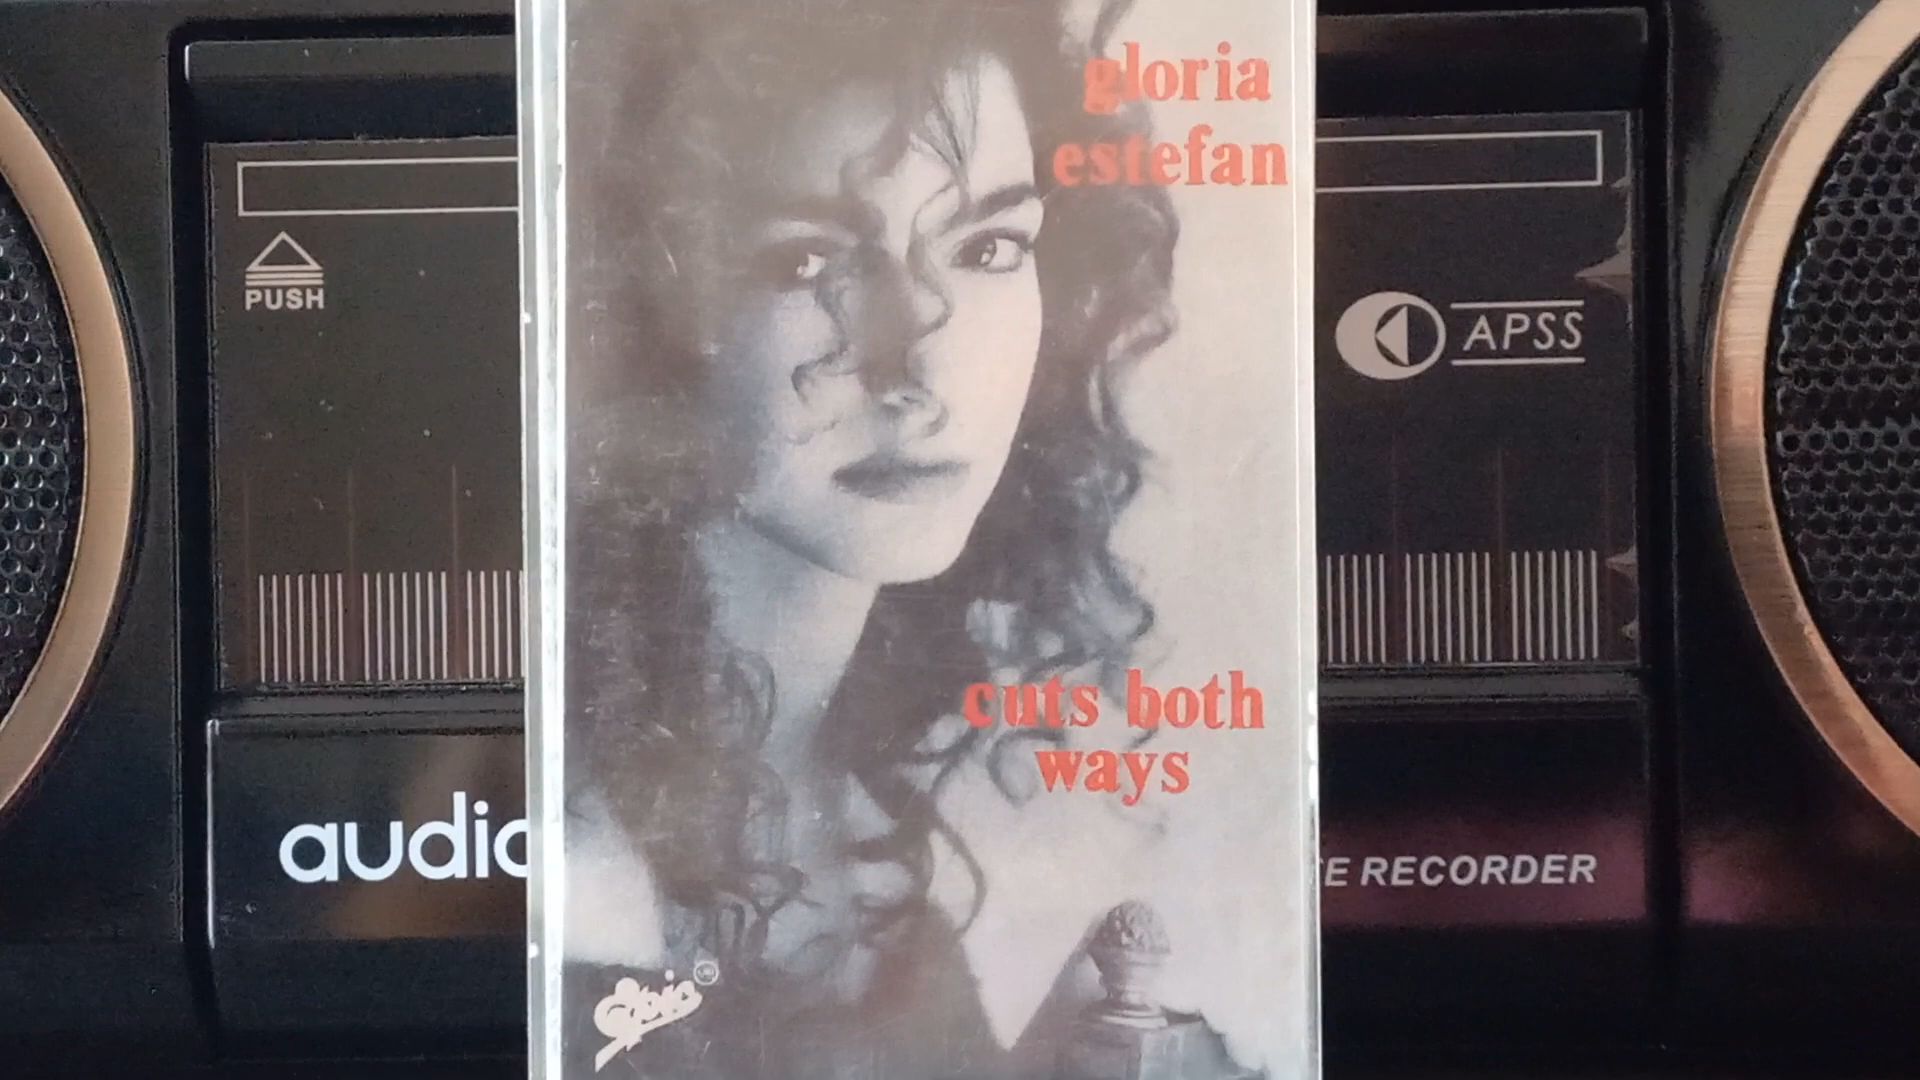 gloria
estefan
PUSH
APSS
cuts both
ways
audio
RECORDER
Epic